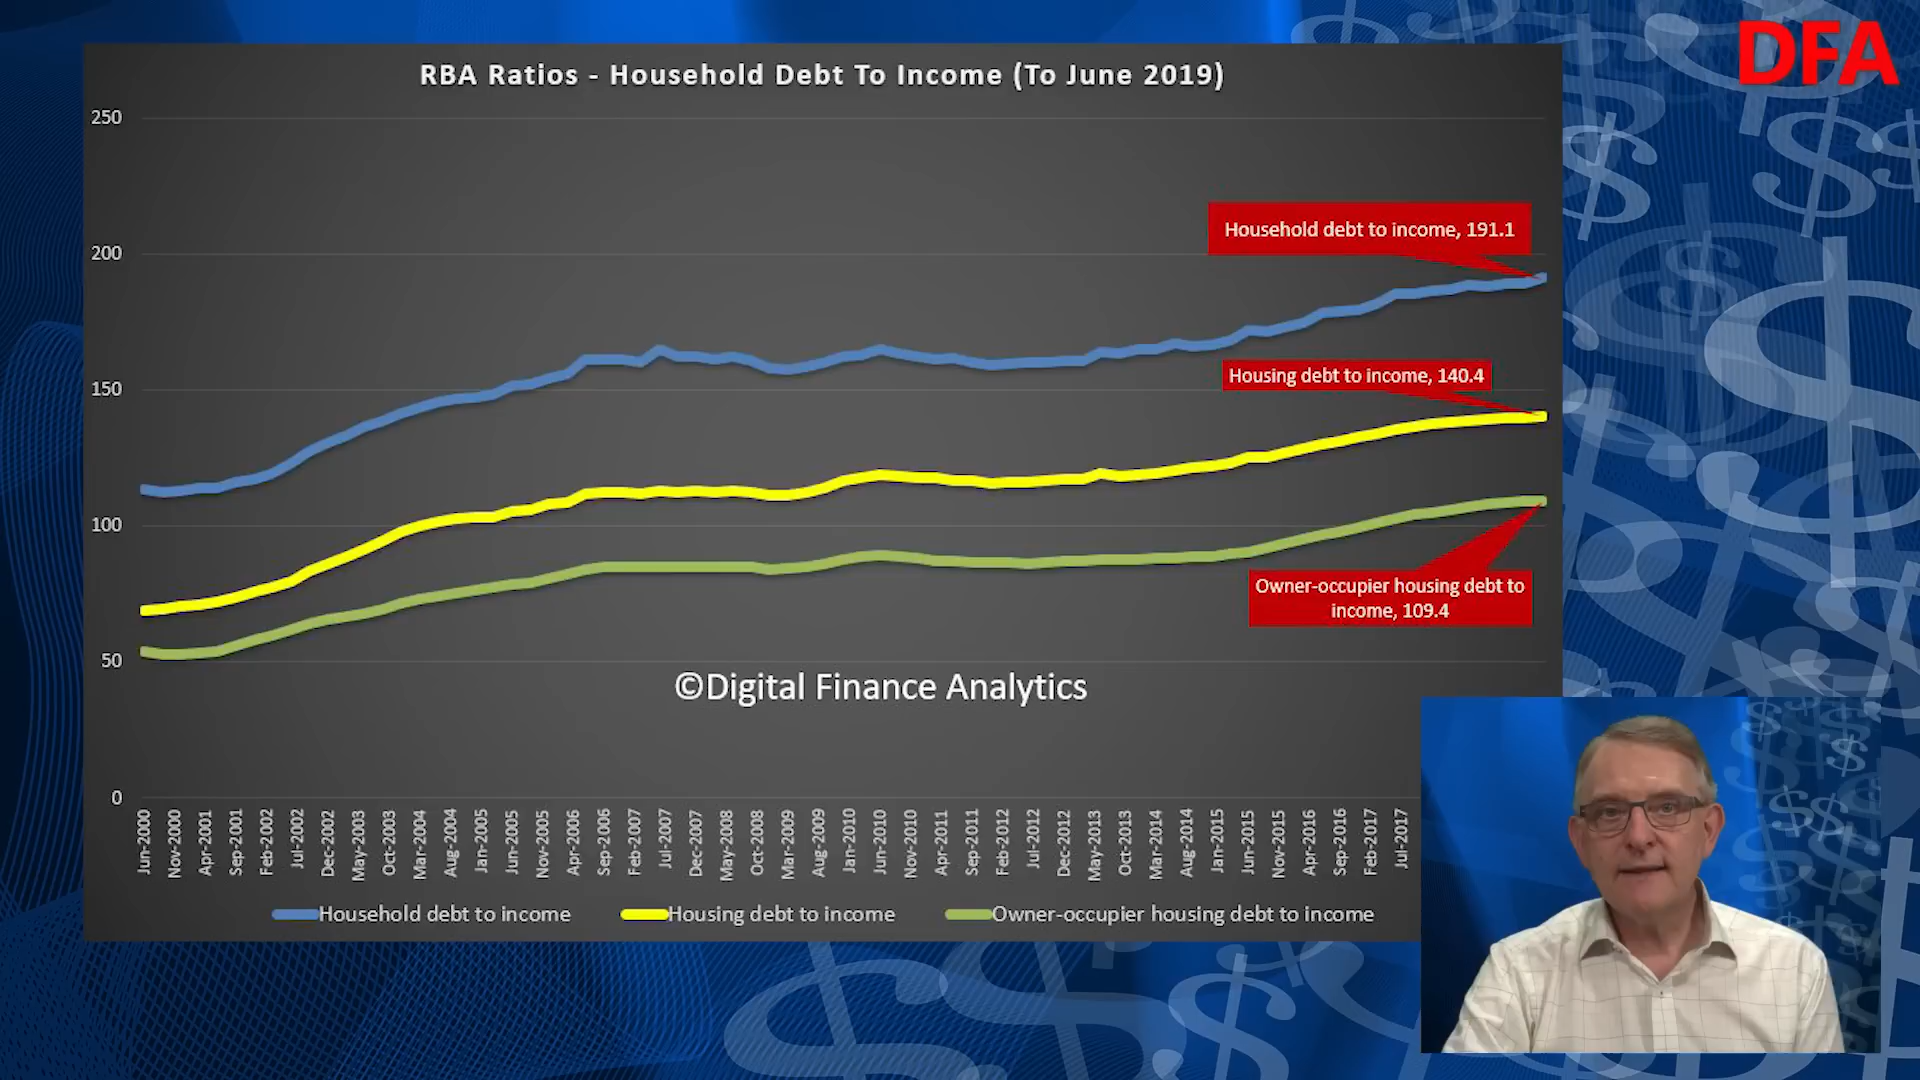 DFA
RBA Ratios - Household Debt To Income (To June 2019)
250
200
150
100
50
0
Household debt to income, 191.1
Housing debt to income, 140.4
Owner-occupier housing debt to
income, 109.4
©Digital Finance Analytics
Jun-2000
Nov-2000
Apr-2001
Sep-2001
Feb-2002
Jul-2002
Dec-2002
May-2003
Oct-2003
Mar-2004
Aug-2004
Jan-2005
Jun-2005
Nov-2005
Apr-2006
Sep-2006
Feb-2007
Jul-2007
Dec-2007
May-2008
Oct-2008
Mar-2009
Aug-2009
Jan-2010
Jun-2010
Nov-2010
Apr-2011
Sep-2011
Feb-2012
Jul-2012
Dec-2012
May-2013
Oct-2013
Mar-2014
Aug-2014
Jan-2015
Jun-2015
Nov-2015
Apr-2016
Sep-2016
Feb-2017
Jul-2017
Household debt to income
Housing debt to income
Owner-occupier housing debt to income